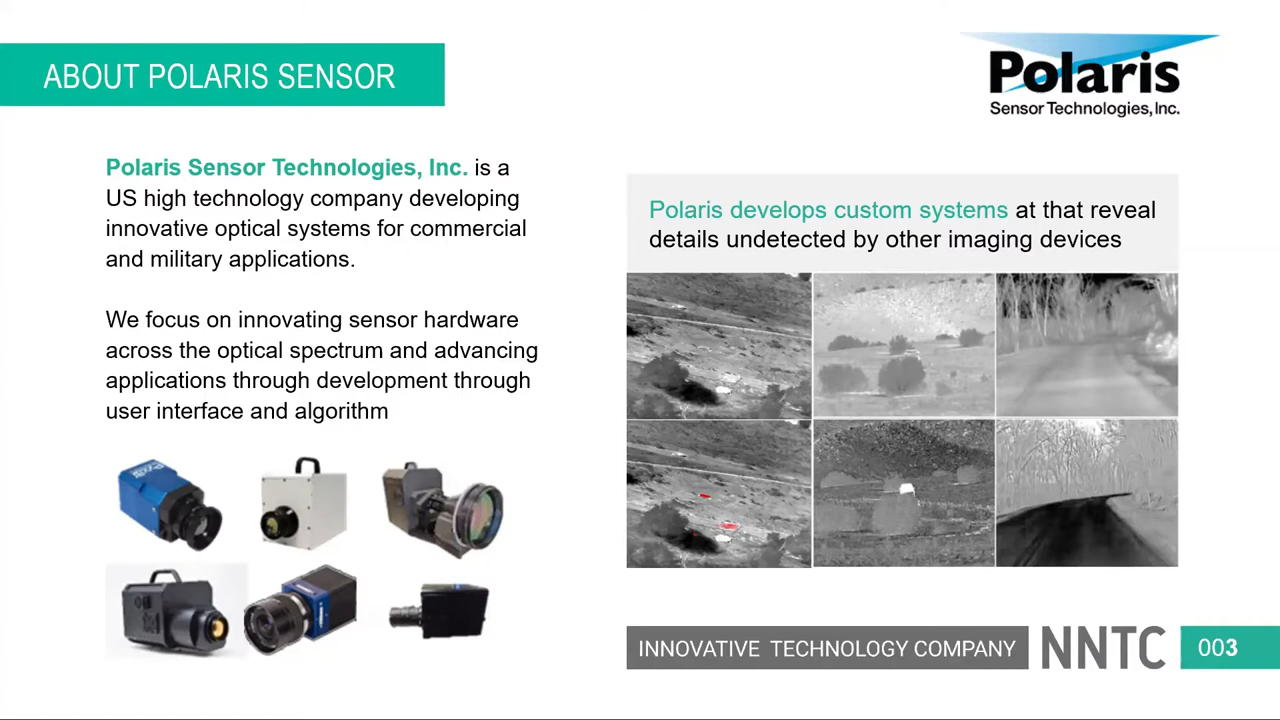 ABOUT POLARIS SENSOR
Polaris
Sensor Technologies, Inc.
Polaris Sensor Technologies, Inc. is a
US high technology company developing
innovative optical systems for commercial
and military applications.
We focus on innovating sensor hardware
across the optical spectrum and advancing
applications through development through
user interface and algorithm
Polaris develops custom systems at that reveal
details undetected by other imaging devices
INNOVATIVE TECHNOLOGY COMPANY
NNTC
003